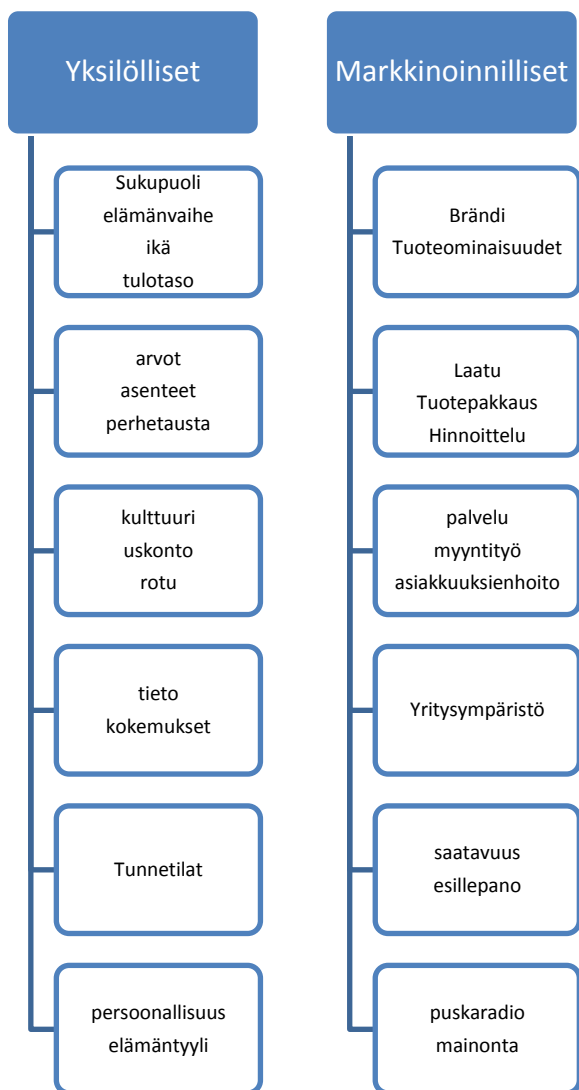 Yksilölliset
Sukupuoli
elämänvaihe
ikä
tulotaso
arvot
asenteet
perhetausta
kulttuuri
uskonto
rotu
tieto
kokemukset
Tunnetilat
persoonallisuus
elämäntyyli
Markkinoinnilliset
Brändi
Tuoteominaisuudet
Laatu
Tuotepakkaus
Hinnoittelu
palvelu
myyntityö
asiakkuuksienhoito
Yritysympäristö
saatavuus
esillepano
puskaradio
mainonta